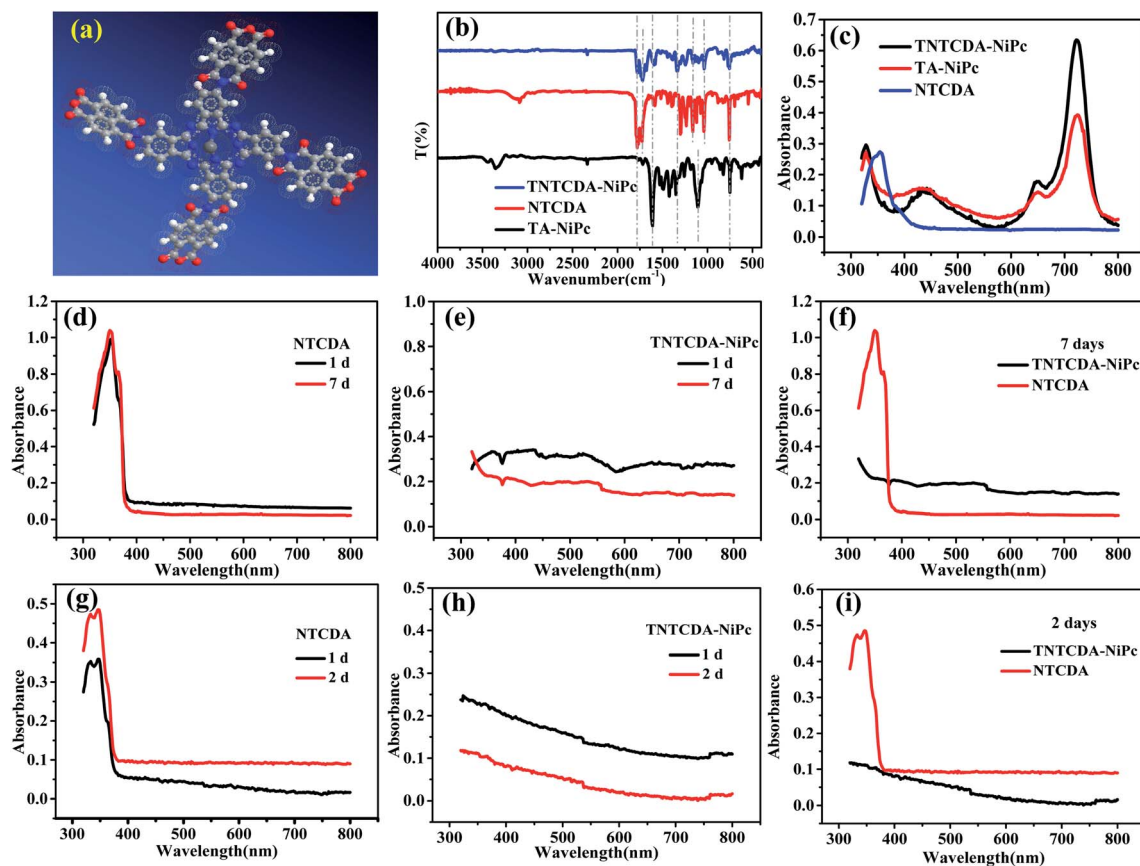 (a)
(b)
T(%)
TNTCDA-NiPc
NTCDA
TA-NiPc
4000 3500 3000 2500 2000 1500 1000 500
Wavenumber(cm-1)
(c)
0.7
0.6
0.5
0.4
0.3
0.2
0.1
0.0
Absorbance
TNTCDA-NiPc
TA-NiPc
NTCDA
300 400 500 600 700 800
Wavelength(nm)
(d)
1.2
1.0
0.8
0.6
0.4
0.2
0.0
Absorbance
NTCDA
1 d
7 d
300 400 500 600 700 800
Wavelength(nm)
(e)
1.0
0.8
0.6
0.4
0.2
0.0
Absorbance
TNTCDA-NiPc
1 d
7 d
300 400 500 600 700 800
Wavelength(nm)
(f)
1.2
1.0
0.8
0.6
0.4
0.2
0.0
Absorbance
7 days
TNTCDA-NiPc
NTCDA
300 400 500 600 700 800
Wavelength(nm)
(g)
0.5
0.4
0.3
0.2
0.1
0.0
Absorbance
NTCDA
1 d
2 d
300 400 500 600 700 800
Wavelength(nm)
(h)
0.5
0.4
0.3
0.2
0.1
0.0
Absorbance
TNTCDA-NiPc
1 d
2 d
300 400 500 600 700 800
Wavelength(nm)
(i)
0.6
0.5
0.4
0.3
0.2
0.1
0.0
Absorbance
2 days
TNTCDA-NiPc
NTCDA
300 400 500 600 700 800
Wavelength(nm)